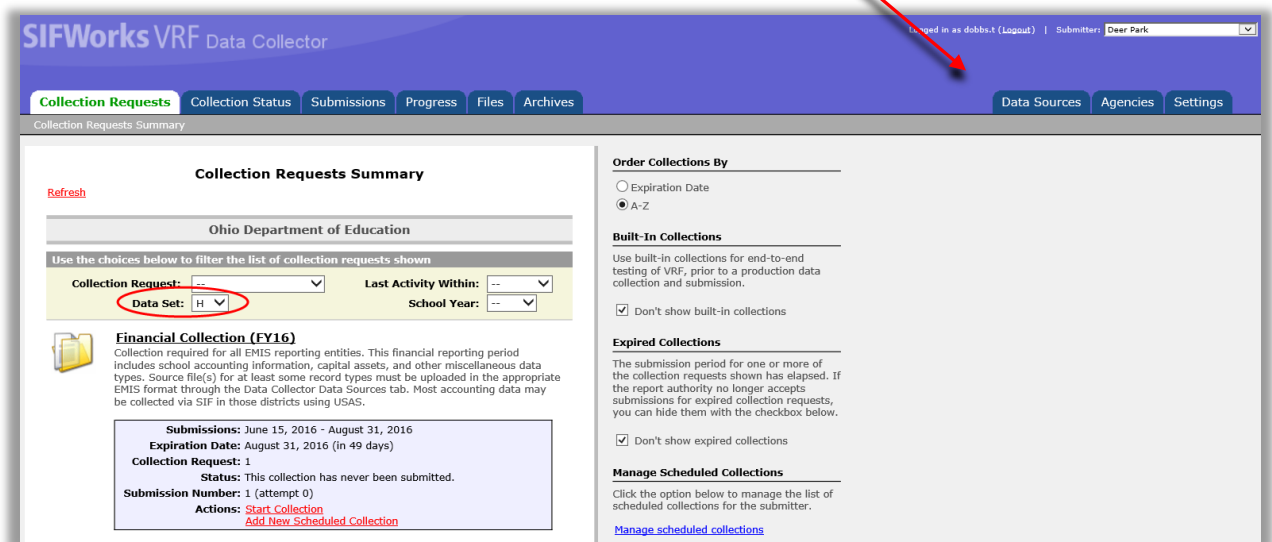 SIFWorks VRF Data Collector
Logged in as dobbs.t (Logout) | Submitter: Deer Park
Collection Requests Collection Status Submissions Progress Files Archives Data Sources Agencies Settings
Collection Requests Summary
Collection Requests Summary
Refresh
Ohio Department of Education
Use the choices below to filter the list of collection requests shown
Collection Request: -- Last Activity Within: --
Data Set: H School Year: --
Financial Collection (FY16)
Collection required for all EMIS reporting entities. This financial reporting period
includes school accounting information, capital assets, and other miscellaneous data
types. Source file(s) for at least some record types must be uploaded in the appropriate
EMIS format through the Data Collector Data Sources tab. Most accounting data may
be collected via SIF in those districts using USAS.
Submissions: June 15, 2016 - August 31, 2016
Expiration Date: August 31, 2016 (in 49 days)
Collection Request: 1
Status: This collection has never been submitted.
Submission Number: 1 (attempt 0)
Actions: Start Collection
Add New Scheduled Collection
Order Collections By
Expiration Date
A-Z
Built-In Collections
Use built-in collections for end-to-end
testing of VRF, prior to a production data
collection and submission.
Don't show built-in collections
Expired Collections
The submission period for one or more of
the collection requests shown has elapsed. If
the report authority no longer accepts
submissions for expired collection requests,
you can hide them with the checkbox below.
Don't show expired collections
Manage Scheduled Collections
Click the option below to manage the list of
scheduled collections for the submitter.
Manage scheduled collections